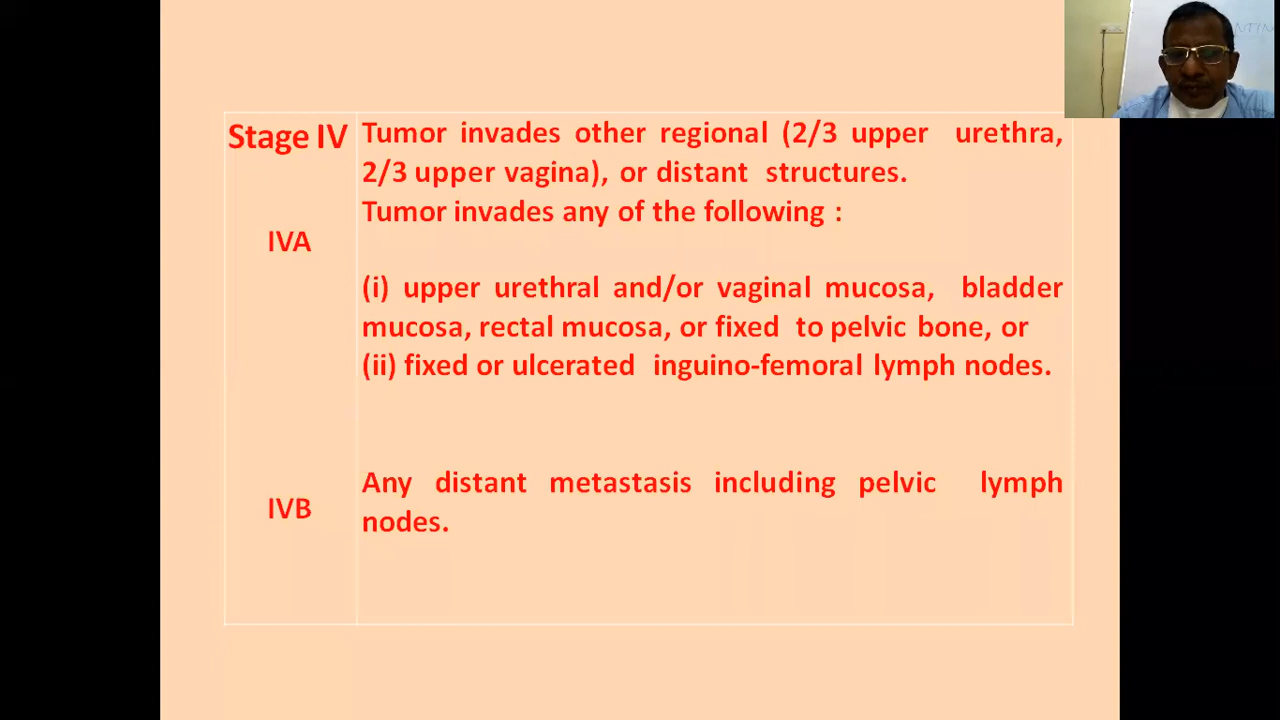 Stage IV
Tumor invades other regional (2/3 upper urethra,
2/3 upper vagina), or distant structures.
Tumor invades any of the following :
IVA
(i) upper urethral and/or vaginal mucosa, bladder
mucosa, rectal mucosa, or fixed to pelvic bone, or
(ii) fixed or ulcerated inguino-femoral lymph nodes.
IVB
Any distant metastasis including pelvic lymph
nodes.